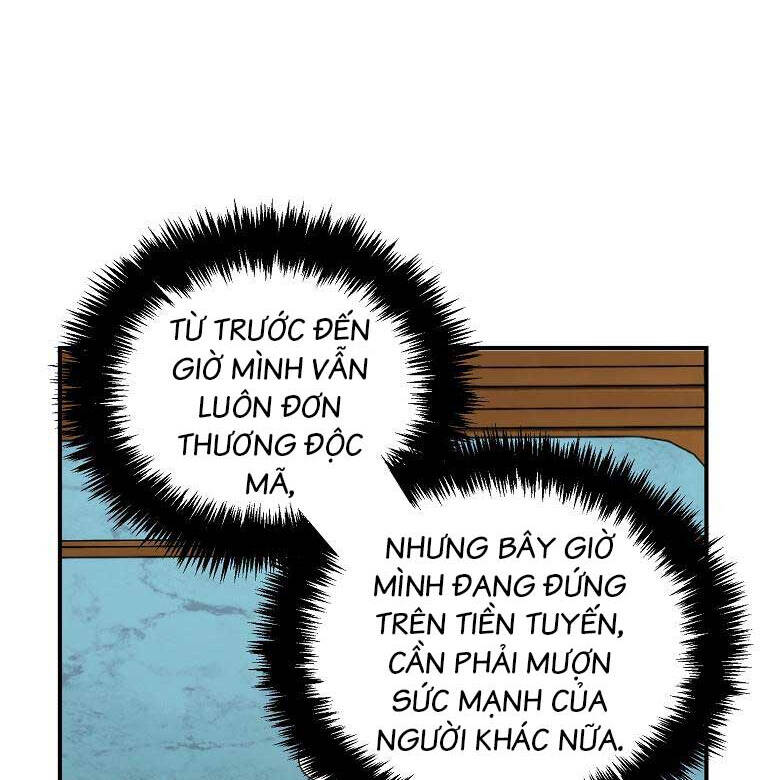 TỪ TRƯỚC ĐẾN
GIỜ MÌNH VẪN
LUÔN ĐƠN
THƯƠNG ĐỘC
MÃ,
NHƯNG BÂY GIỜ
MÌNH ĐANG ĐỨNG
TRÊN TIỀN TUYẾN,
CẦN PHẢI MƯỢN
SỨC MẠNH CỦA
NGƯỜI KHÁC NỮA.